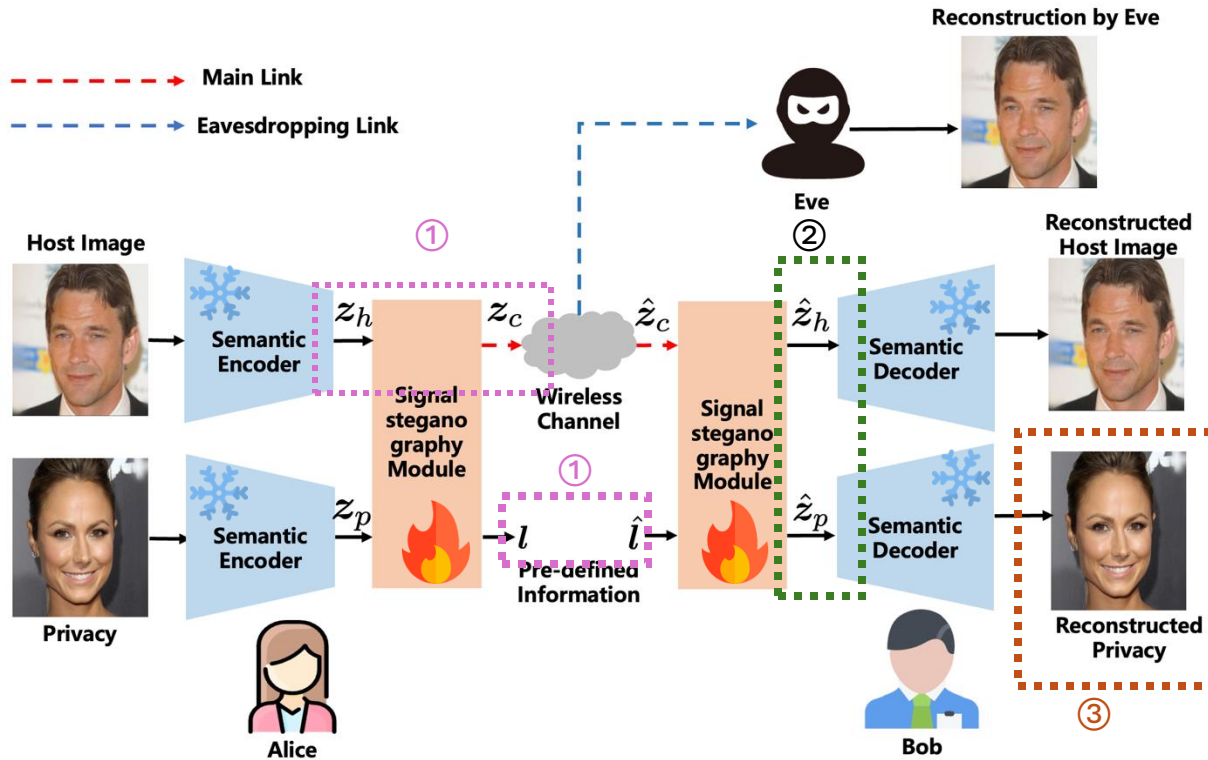 Reconstruction by Eve
Main Link
Eavesdropping Link
Eve
Host Image
①
②
Reconstructed
Host Image
Semantic
Encoder
z_h
z_c
Wireless
Channel
ẑ_c
ẑ_h
Semantic
Decoder
Signal
stegano
graphy
Module
Signal
stegano
graphy
Module
①
Semantic
Encoder
z_p
l
l̂
Pre-defined
Information
ẑ_p
Semantic
Decoder
Privacy
Reconstructed
Privacy
③
Alice
Bob